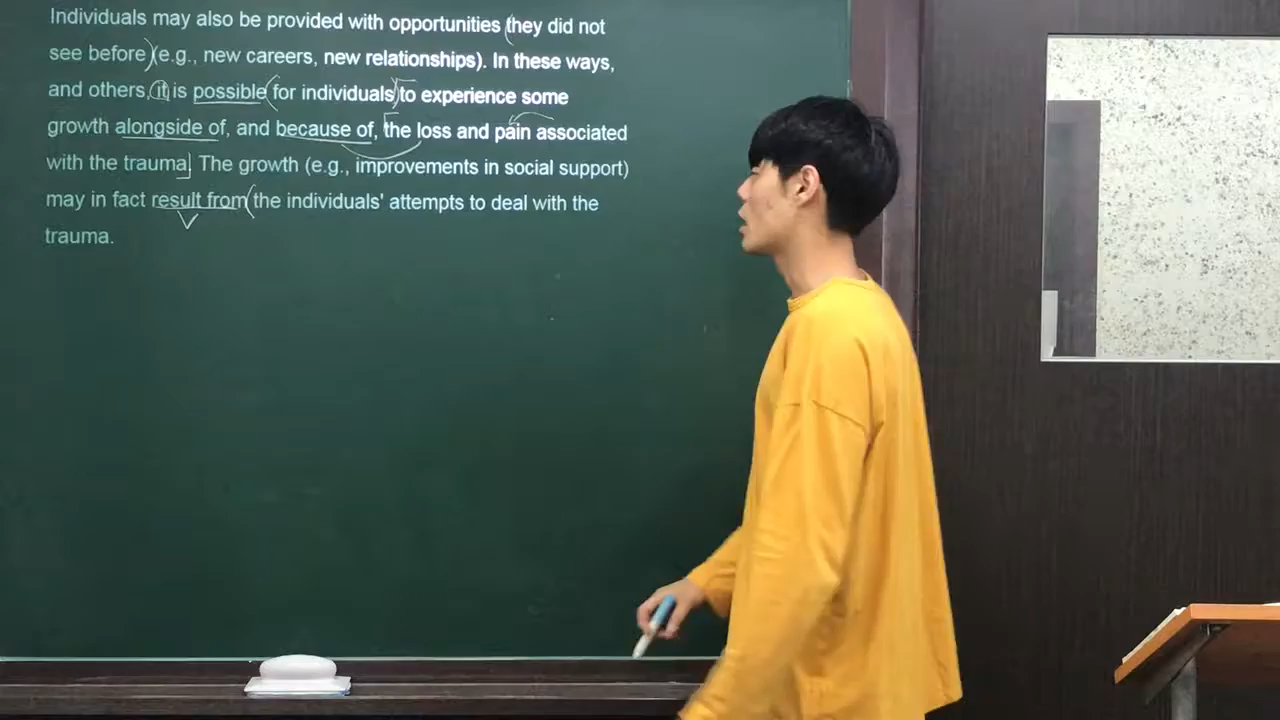 Individuals may also be provided with opportunities they did not
see before (e.g., new careers, new relationships). In these ways,
and others, it is possible for individuals to experience some
growth alongside of, and because of, the loss and pain associated
with the trauma. The growth (e.g., improvements in social support)
may in fact result from the individuals' attempts to deal with the
trauma.